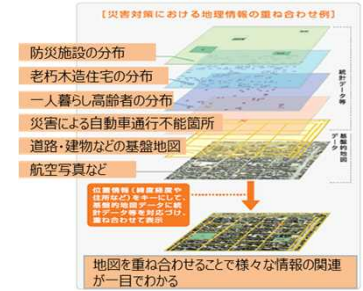 【災害対策における地理情報の重ね合わせ例】
防災施設の分布
老朽木造住宅の分布
一人暮らし高齢者の分布
災害による自動車通行不能箇所
道路・建物などの基盤地図
航空写真など
統計データ等
基盤的地図
データ
位置情報(緯度経度や
住所など)をキーにして、
基盤的地図データに統
計データ等を対応づけ、
重ね合わせて表示
地図を重ね合わせることで様々な情報の関連
が一目でわかる